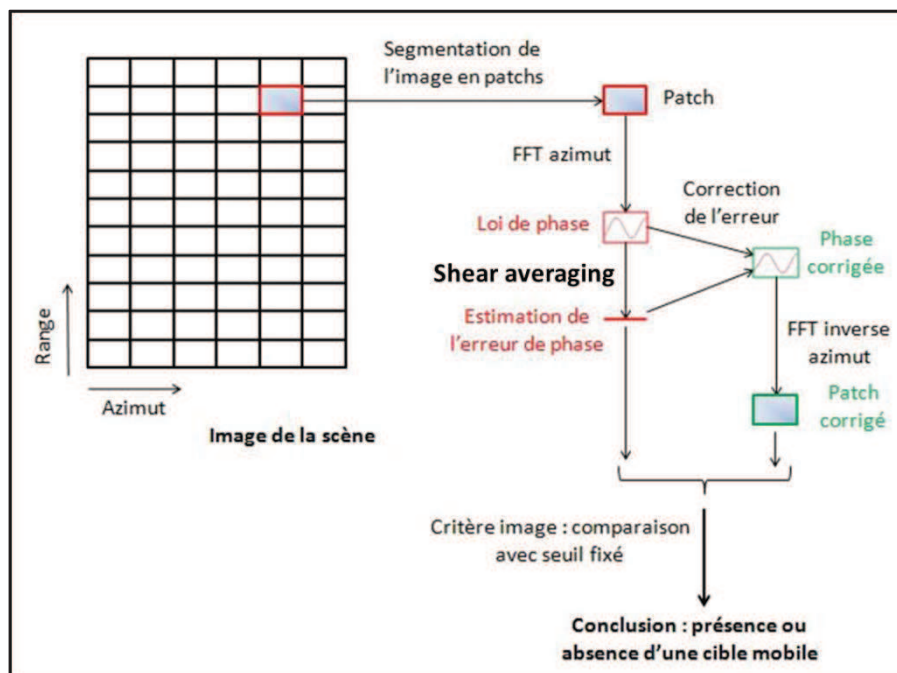 Segmentation de
l'image en patchs
Patch
FFT azimut
Correction
de l'erreur
Loi de phase
Phase
corrigée
Shear averaging
Estimation de
l'erreur de phase
FFT inverse
azimut
Range
Azimut
Patch
corrigé
Image de la scène
Critère image : comparaison
avec seuil fixé
Conclusion : présence ou
absence d'une cible mobile